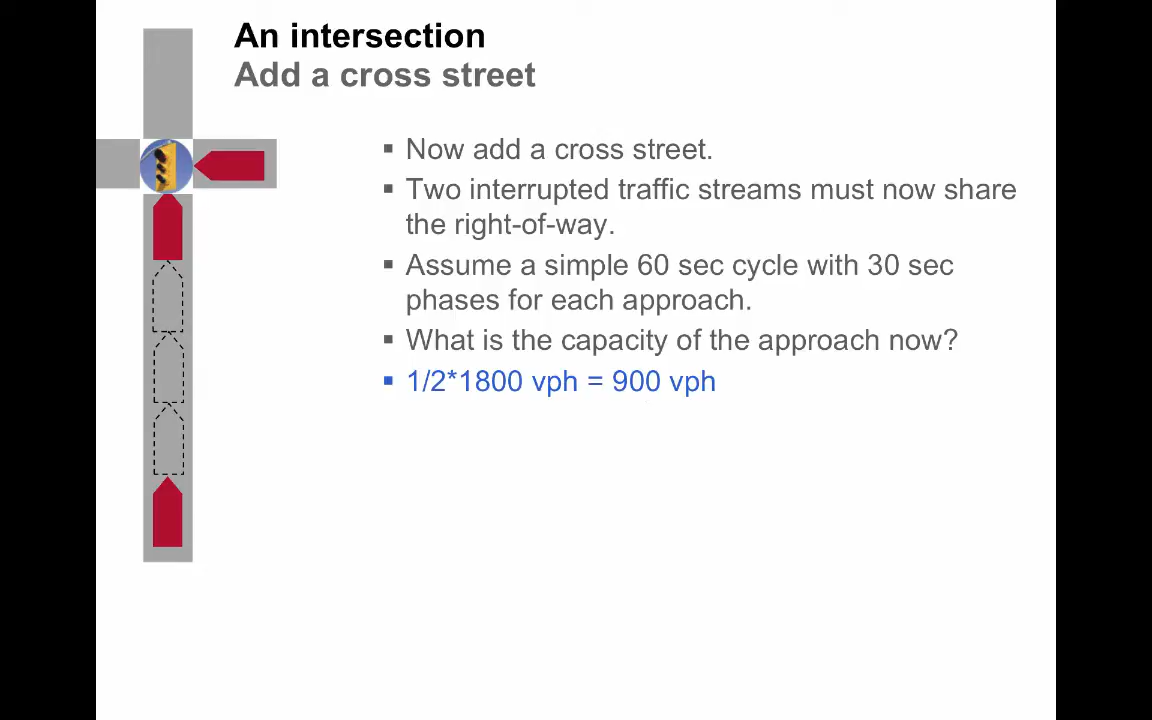 An intersection
Add a cross street
▪ Now add a cross street.
▪ Two interrupted traffic streams must now share
the right-of-way.
▪ Assume a simple 60 sec cycle with 30 sec
phases for each approach.
▪ What is the capacity of the approach now?
▪ 1/2*1800 vph = 900 vph